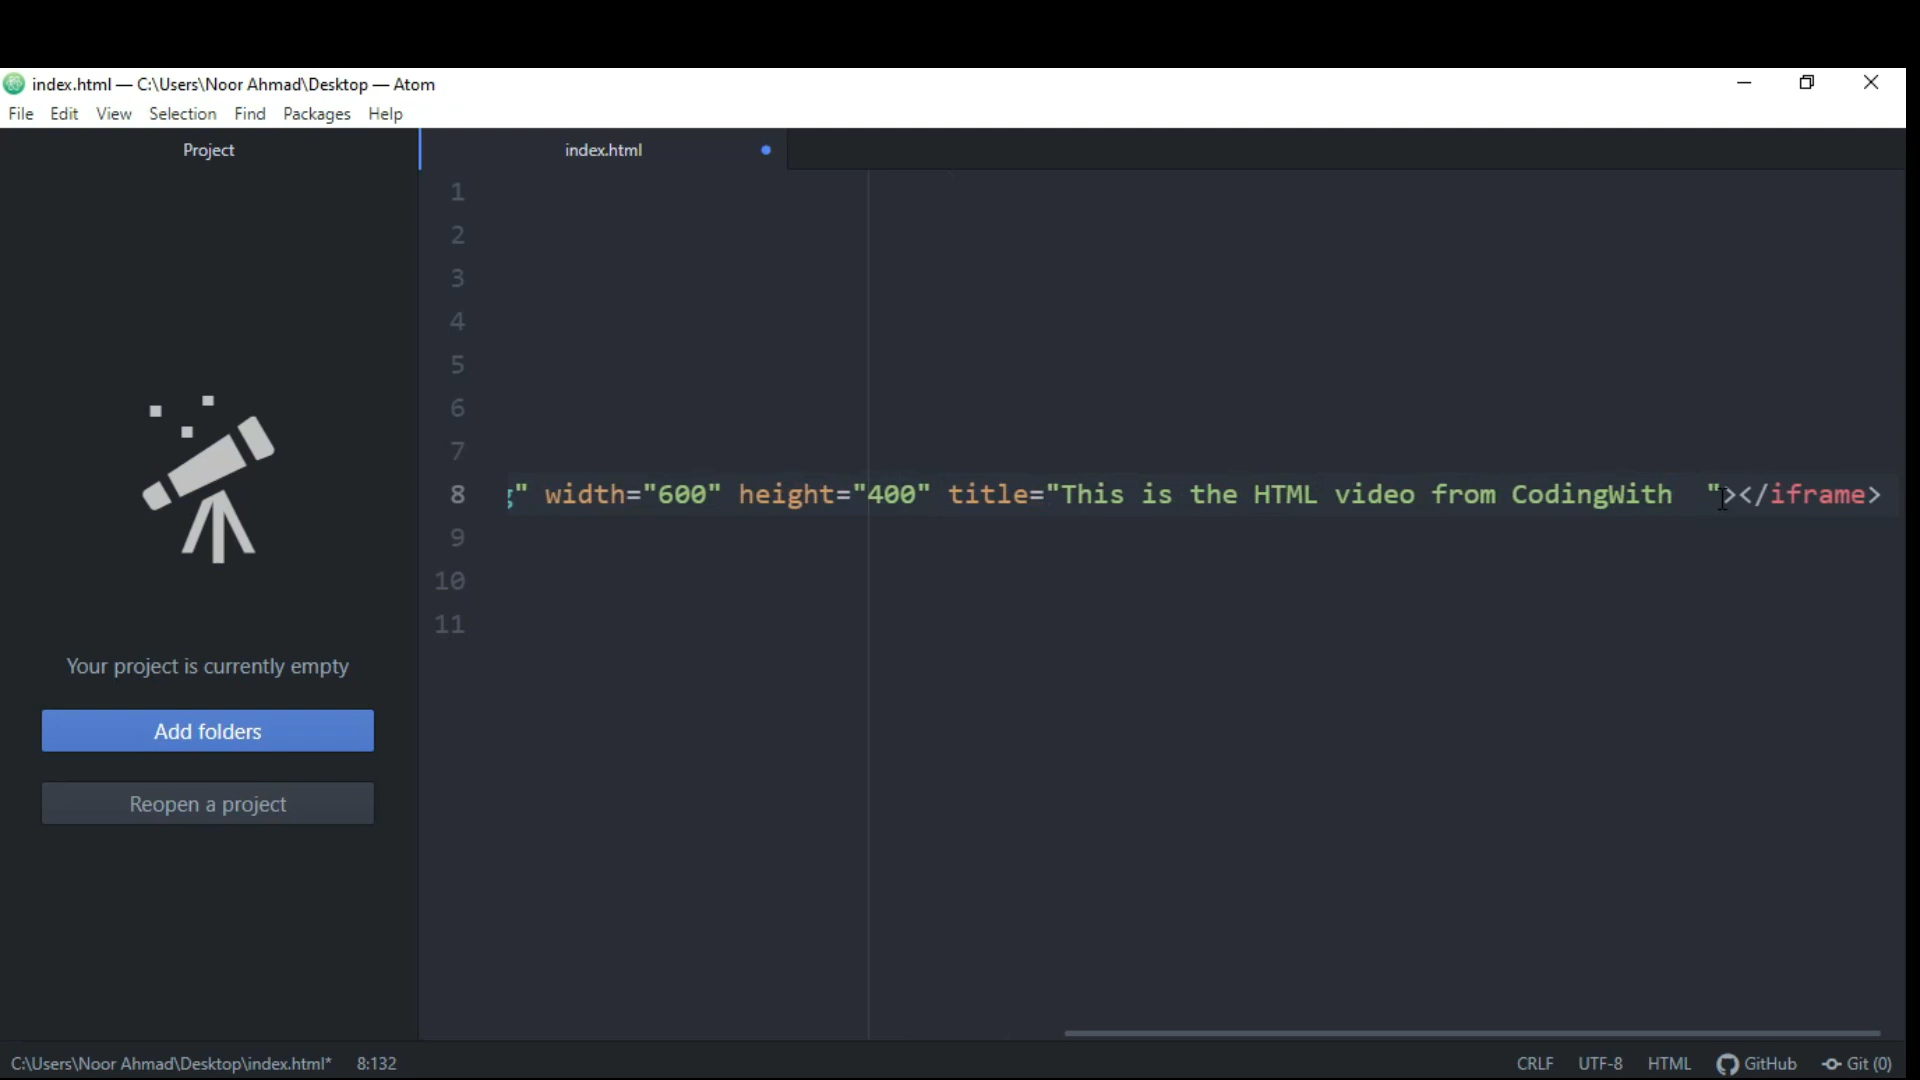 index.html — C:\Users\Noor Ahmad\Desktop — Atom
File Edit View Selection Find Packages Help
Project
index.html
1
2
3
4
5
6
7
8 g" width="600" height="400" title="This is the HTML video from CodingWith  "></iframe>
9
10
11
Your project is currently empty
Add folders
Reopen a project
C:\Users\Noor Ahmad\Desktop\index.html* 8:132 CRLF UTF-8 HTML GitHub Git (0)